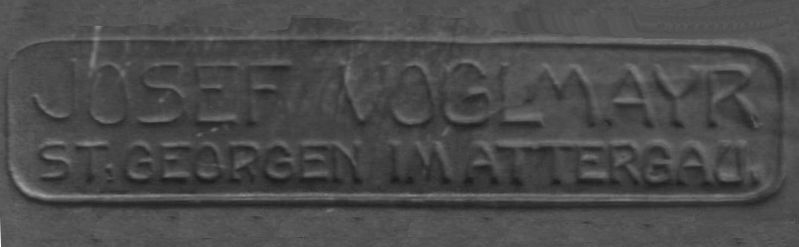 JOSEF VOGLMAYR
ST. GEORGEN I.M ATTERGAU.